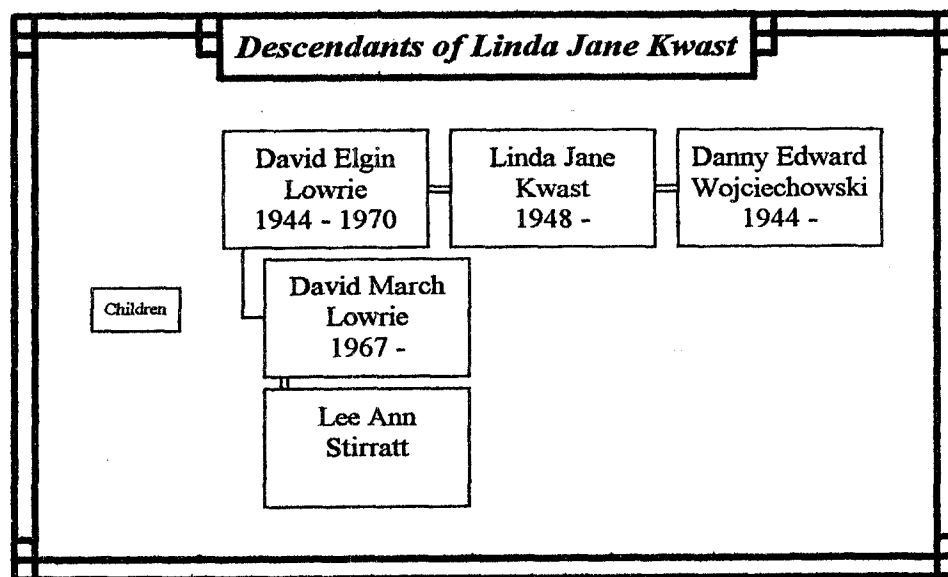 Descendants of Linda Jane Kwast
David Elgin
Lowrie
1944 - 1970
Linda Jane
Kwast
1948 -
Danny Edward
Wojciechowski
1944 -
Children
David March
Lowrie
1967 -
Lee Ann
Stirratt